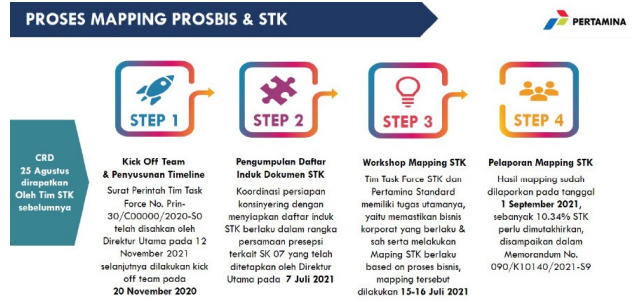 PROSES MAPPING PROSBIS & STK
PERTAMINA
CRD
25 Agustus
dirapatkan
Oleh Tim STK
sebelumnya
STEP 1
Kick Off Team
& Penyusunan Timeline
Surat Perintah Tim Task
Force No. Prin-
30/C00000/2020-S0
telah disahkan oleh
Direktur Utama pada 12
November 2021
selanjutnya dilakukan kick
off team pada
20 November 2020
STEP 2
Pengumpulan Daftar
Induk Dokumen STK
Koordinasi persiapan
konsinyering dengan
menyiapkan daftar induk
STK berlaku dalam rangka
persamaan presepsi
terkait SK 07 yang telah
ditetapkan oleh Direktur
Utama pada 7 Juli 2021
STEP 3
Workshop Mapping STK
Tim Task Force STK dan
Pertamina Standard
memiliki tugas utamanya,
yaitu memastikan bisnis
korporat yang berlaku &
sah serta melakukan
Maping STK berlaku
based on proses bisnis,
mapping tersebut
dilakukan 15-16 Juli 2021
STEP 4
Pelaporan Mapping STK
Hasil mapping sudah
dilaporkan pada tanggal
1 September 2021,
sebanyak 10.34% STK
perlu dimutakhirkan,
disampaikan dalam
Memorandum No.
090/K10140/2021-S9